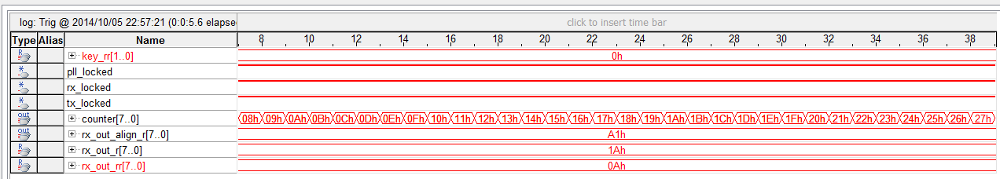 log: Trig @ 2014/10/05 22:57:21 (0:0:5.6 elapse click to insert time bar
Type Alias Name 8 10 12 14 16 18 20 22 24 26 28 30 32 34 36 38
R key_rr[1..0] 0h
* pll_locked
* rx_locked
* tx_locked
out counter[7..0] 08h 09h 0Ah 0Bh 0Ch 0Dh 0Eh 0Fh 10h 11h 12h 13h 14h 15h 16h 17h 18h 19h 1Ah 1Bh 1Ch 1Dh 1Eh 1Fh 20h 21h 22h 23h 24h 25h 26h 27h
out rx_out_align_r[7..0] A1h
R rx_out_r[7..0] 1Ah
R rx_out_rr[7..0] 0Ah